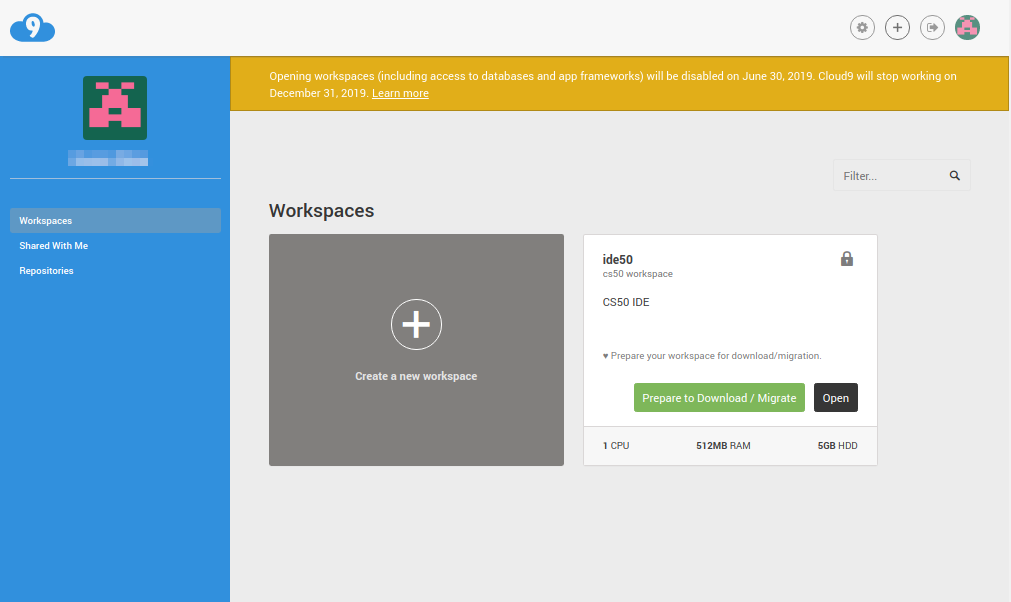 9
Opening workspaces (including access to databases and app frameworks) will be disabled on June 30, 2019. Cloud9 will stop working on
December 31, 2019. Learn more
Workspaces
Shared With Me
Repositories
Filter...
Workspaces
Create a new workspace
ide50
cs50 workspace
CS50 IDE
♥ Prepare your workspace for download/migration.
Prepare to Download / Migrate
Open
1 CPU
512MB RAM
5GB HDD